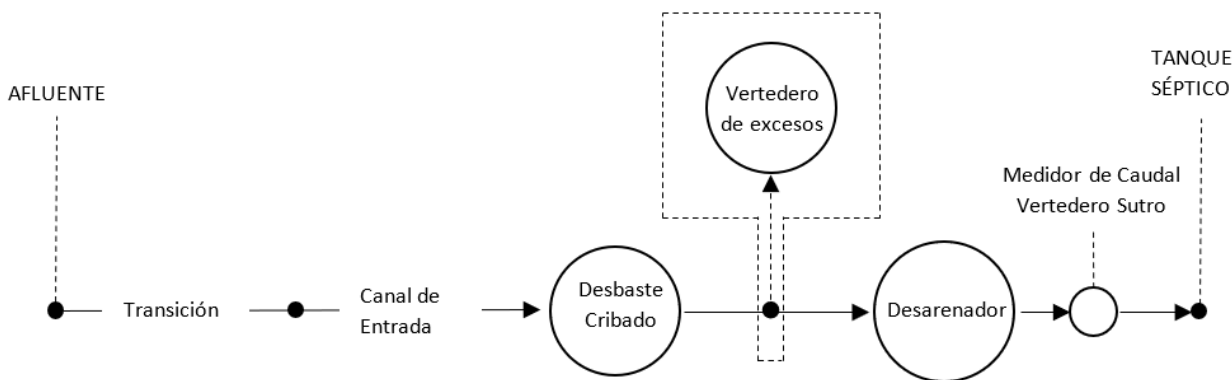 AFLUENTE
Transición
Canal de
Entrada
Desbaste
Cribado
Vertedero
de excesos
Desarenador
Medidor de Caudal
Vertedero Sutro
TANQUE
SÉPTICO